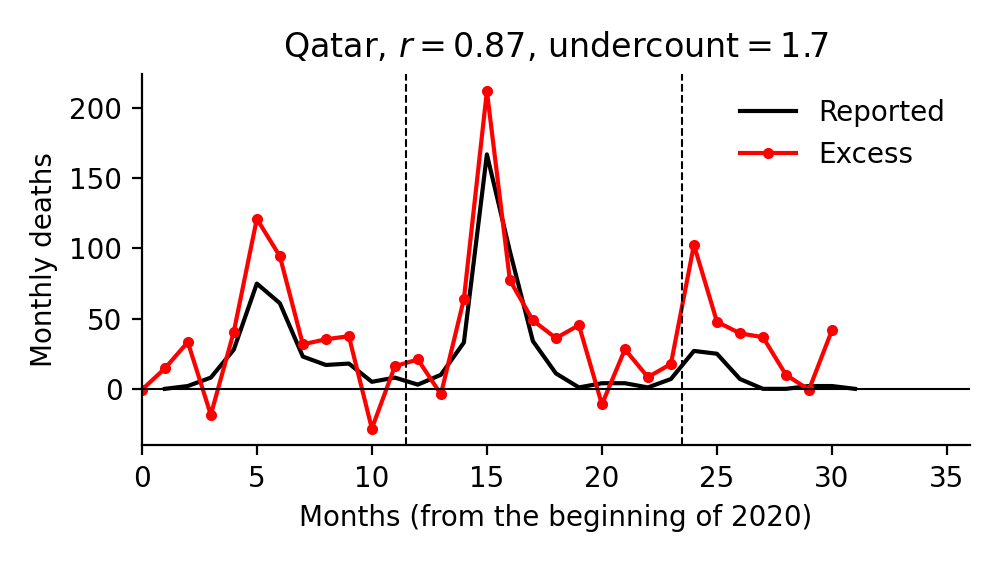 Qatar, r = 0.87, undercount = 1.7
Reported
Excess
Monthly deaths
200
150
100
50
0
0 5 10 15 20 25 30 35
Months (from the beginning of 2020)